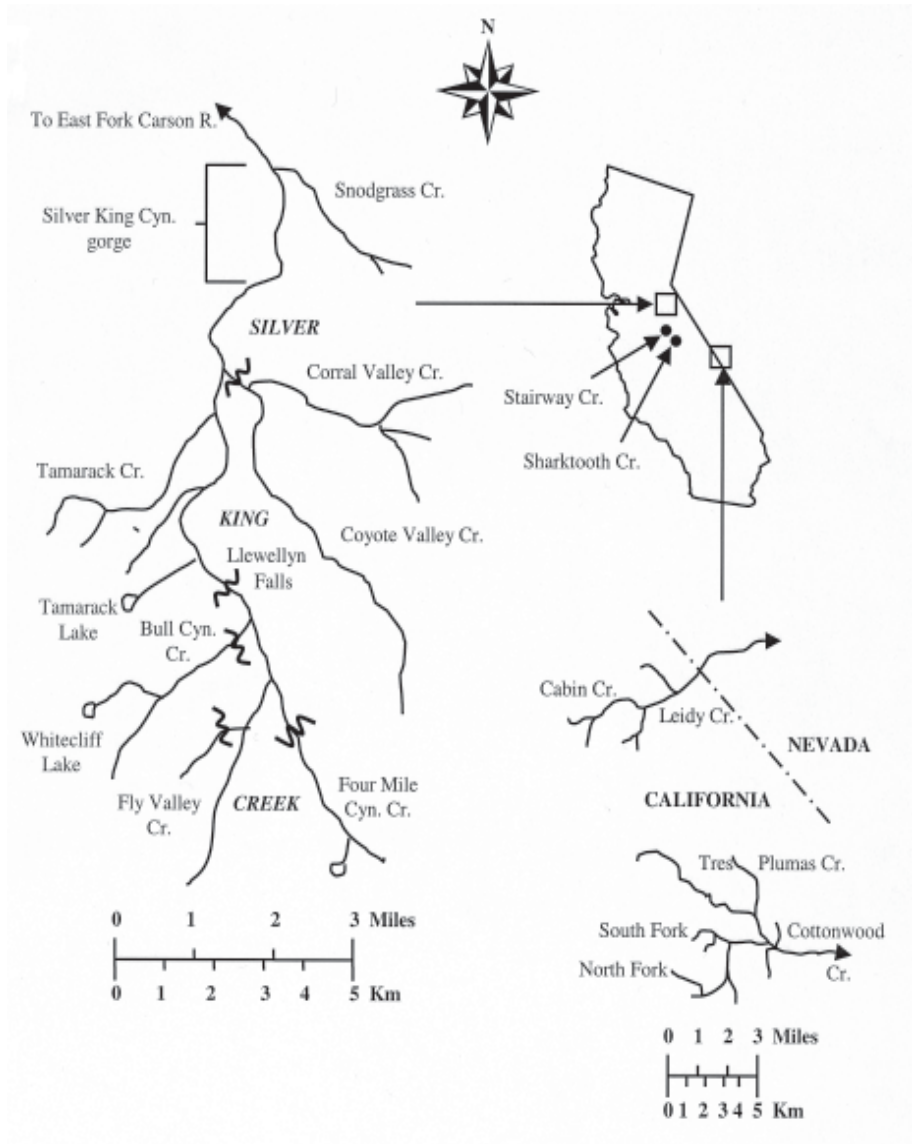 N
To East Fork Carson R.
Snodgrass Cr.
Silver King Cyn.
gorge
SILVER
Corral Valley Cr.
Stairway Cr.
Sharktooth Cr.
Tamarack Cr.
KING
Coyote Valley Cr.
Llewellyn
Falls
Tamarack
Lake
Bull Cyn.
Cr.
Whitecliff
Lake
Fly Valley
Cr.
CREEK
Four Mile
Cyn. Cr.
0 1 2 3 Miles
0 1 2 3 4 5 Km
Cabin Cr.
Leidy Cr.
NEVADA
CALIFORNIA
Tres Plumas Cr.
South Fork
Cottonwood
Cr.
North Fork
0 1 2 3 Miles
0 1 2 3 4 5 Km